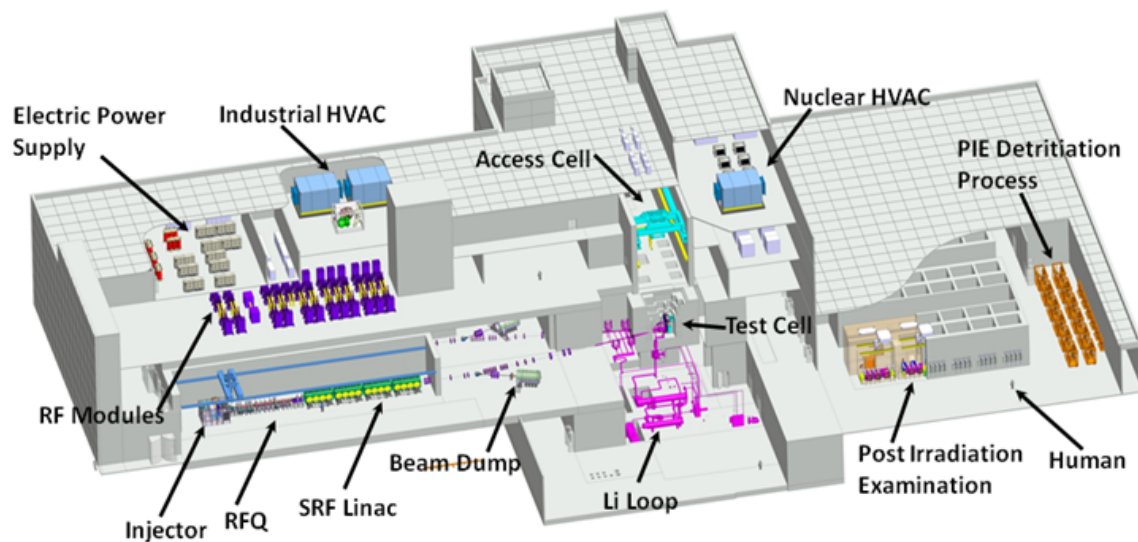 Electric Power
Supply
Industrial HVAC
Access Cell
Nuclear HVAC
PIE Detritiation
Process
RF Modules
Injector
RFQ
SRF Linac
Beam Dump
Test Cell
Li Loop
Post Irradiation
Examination
Human